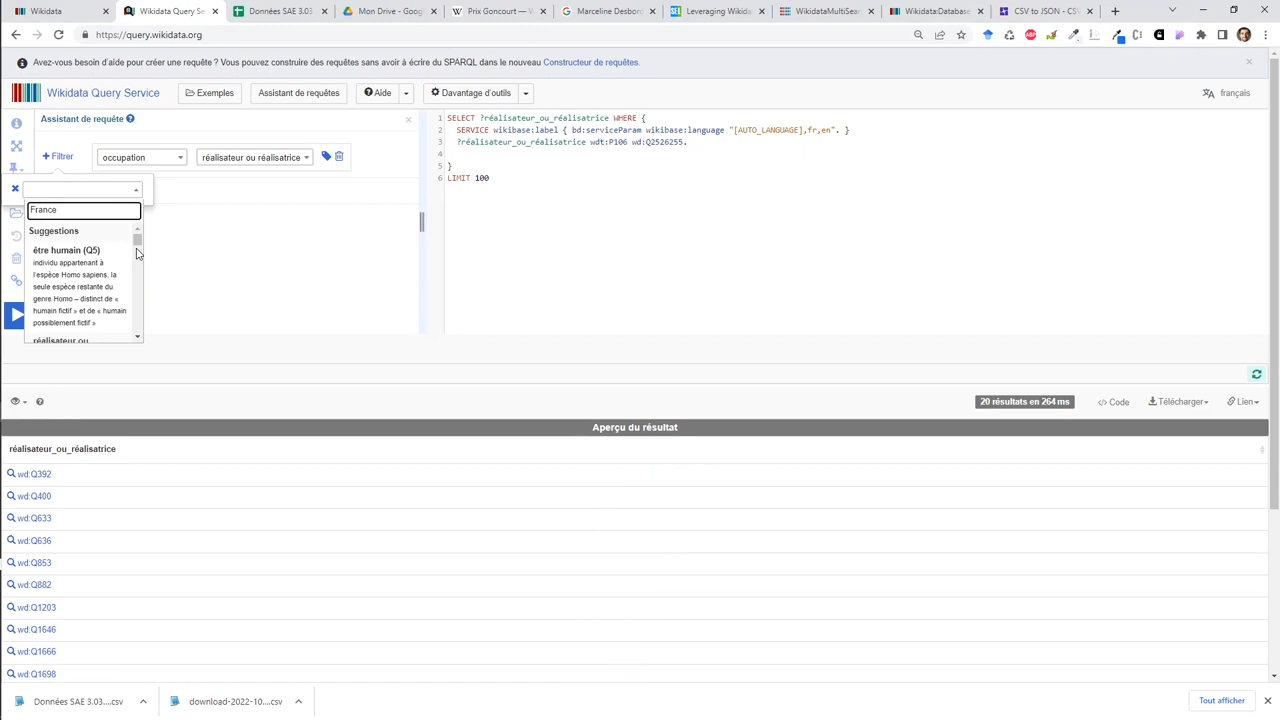 Wikidata
Wikidata Query Ser
Données SAE 3.03
Mon Drive - Googl
Prix Goncourt — W
Marceline Desbor
Leveraging Wikida
WikidataMultiSear
Wikidata:Database
CSV to JSON - CSV
https://query.wikidata.org
Avez-vous besoin d'aide pour créer une requête ? Vous pouvez construire des requêtes sans avoir à écrire du SPARQL dans le nouveau Constructeur de requêtes.
Wikidata Query Service
Exemples
Assistant de requêtes
Aide
Davantage d'outils
français
Assistant de requête
Filtrer
occupation
réalisateur ou réalisatrice
France
Suggestions
être humain (Q5)
individu appartenant à
l'espèce Homo sapiens, la
seule espèce restante du
genre Homo – distinct de «
humain fictif » et de « humain
possiblement fictif »
réalisateur ou
1 SELECT ?réalisateur_ou_réalisatrice WHERE {
2 SERVICE wikibase:label { bd:serviceParam wikibase:language "[AUTO_LANGUAGE],fr,en". }
3 ?réalisateur_ou_réalisatrice wdt:P106 wd:Q2526255.
4
5 }
6 LIMIT 100
20 résultats en 264 ms
</> Code
Télécharger
Lien
Aperçu du résultat
réalisateur_ou_réalisatrice
wd:Q392
wd:Q400
wd:Q633
wd:Q636
wd:Q853
wd:Q882
wd:Q1203
wd:Q1646
wd:Q1666
wd:Q1698
Données SAE 3.03....csv
download-2022-10....csv
Tout afficher